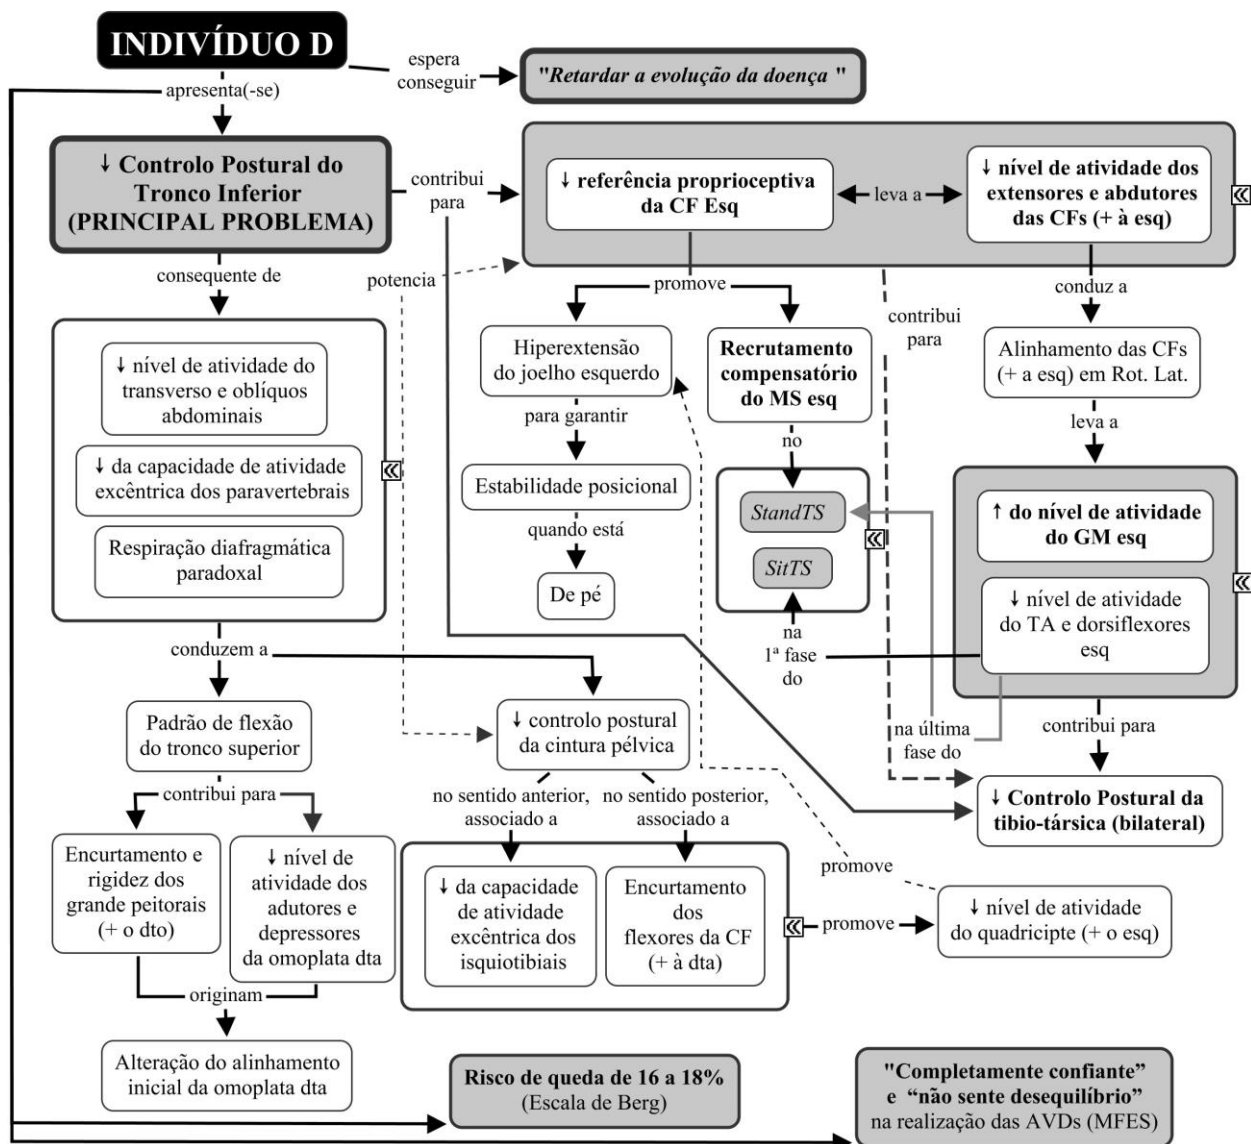 INDIVÍDUO D
espera
conseguir
"Retardar a evolução da doença "
apresenta(-se)
↓ Controlo Postural do
Tronco Inferior
(PRINCIPAL PROBLEMA)
contribui
para
↓ referência proprioceptiva
da CF Esq
leva a
↓ nível de atividade dos
extensores e abdutores
das CFs (+ à esq)
consequente de
potencia
promove
contribui
para
conduz a
↓ nível de atividade do
transverso e oblíquos
abdominais
↓ da capacidade de atividade
excêntrica dos paravertebrais
Respiração diafragmática
paradoxal
Hiperextensão
do joelho esquerdo
para garantir
Estabilidade posicional
quando está
De pé
Recrutamento
compensatório
do MS esq
no
StandTS
SitTS
na
1ª fase
do
Alinhamento das CFs
(+ a esq) em Rot. Lat.
leva a
↑ do nível de atividade
do GM esq
↓ nível de atividade
do TA e dorsiflexores
esq
na última
fase do
contribui para
↓ Controlo Postural da
tibio-társica (bilateral)
conduzem a
Padrão de flexão
do tronco superior
↓ controlo postural
da cintura pélvica
contribui para
Encurtamento e
rigidez dos
grande peitorais
(+ o dto)
↓ nível de
atividade dos
adutores e
depressores
da omoplata dta
originam
Alteração do alinhamento
inicial da omoplata dta
no sentido anterior,
associado a
no sentido posterior,
associado a
↓ da capacidade
de atividade
excêntrica dos
isquiotibiais
Encurtamento
dos
flexores da CF
(+ à dta)
promove
promove
↓ nível de atividade
do quadricipte (+ o esq)
Risco de queda de 16 a 18%
(Escala de Berg)
"Completamente confiante”
e “não sente desequilíbrio”
na realização das AVDs (MFES)